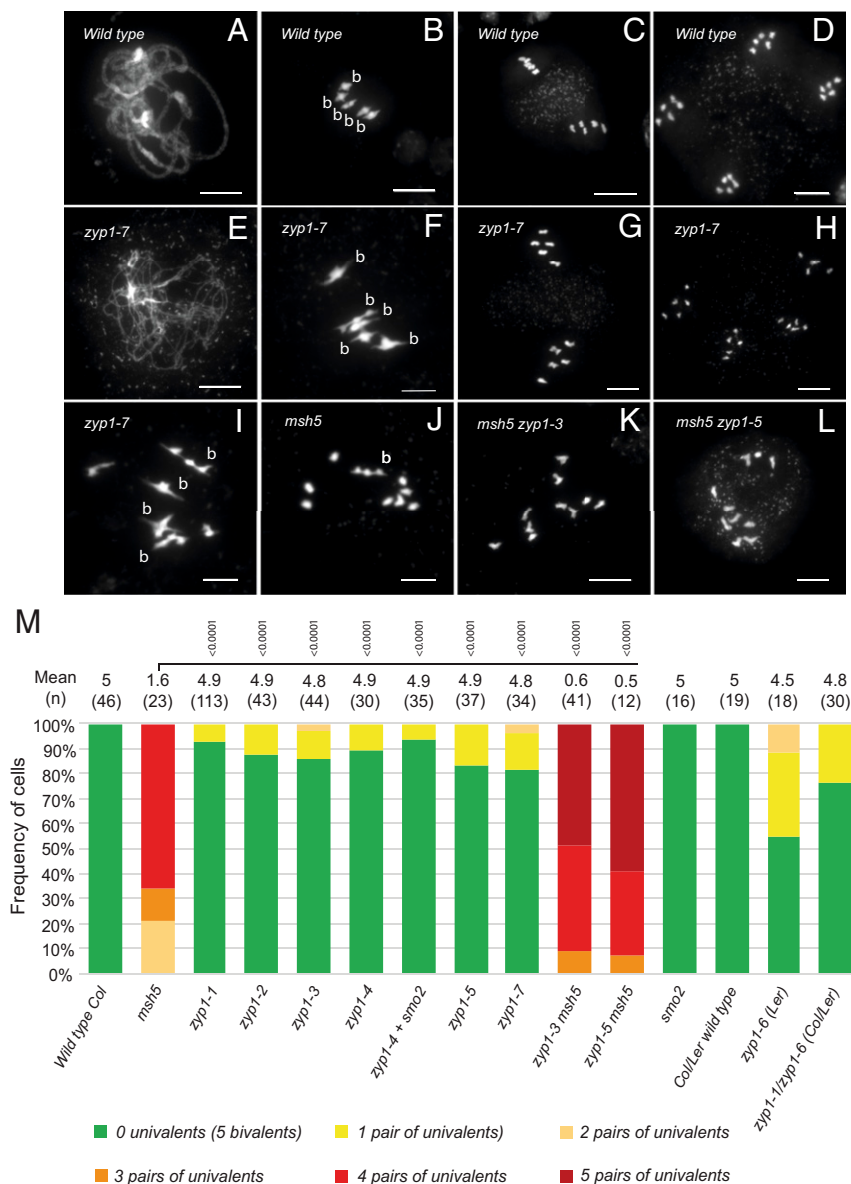 Wild type A
Wild type B
b
b
b
b
b
Wild type C
Wild type D
zyp1-7 E
zyp1-7 F
b
b
b
b
b
zyp1-7 G
zyp1-7 H
zyp1-7 I
b
b
b
b
msh5 J
b
msh5 zyp1-3 K
msh5 zyp1-5 L
M
<0.0001 <0.0001 <0.0001 <0.0001 <0.0001 <0.0001 <0.0001 <0.0001 <0.0001
Mean 5 1.6 4.9 4.9 4.8 4.9 4.9 4.9 4.8 0.6 0.5 5 5 4.5 4.8
(n) (46) (23) (113) (43) (44) (30) (35) (37) (34) (41) (12) (16) (19) (18) (30)
Frequency of cells
100%
90%
80%
70%
60%
50%
40%
30%
20%
10%
0%
Wild type Col
msh5
zyp1-1
zyp1-2
zyp1-3
zyp1-4
zyp1-4 + smo2
zyp1-5
zyp1-7
zyp1-3 msh5
zyp1-5 msh5
smo2
Col/Ler wild type
zyp1-6 (Ler)
zyp1-1/zyp1-6 (Col/Ler)
0 univalents (5 bivalents) 1 pair of univalents) 2 pairs of univalents
3 pairs of univalents 4 pairs of univalents 5 pairs of univalents